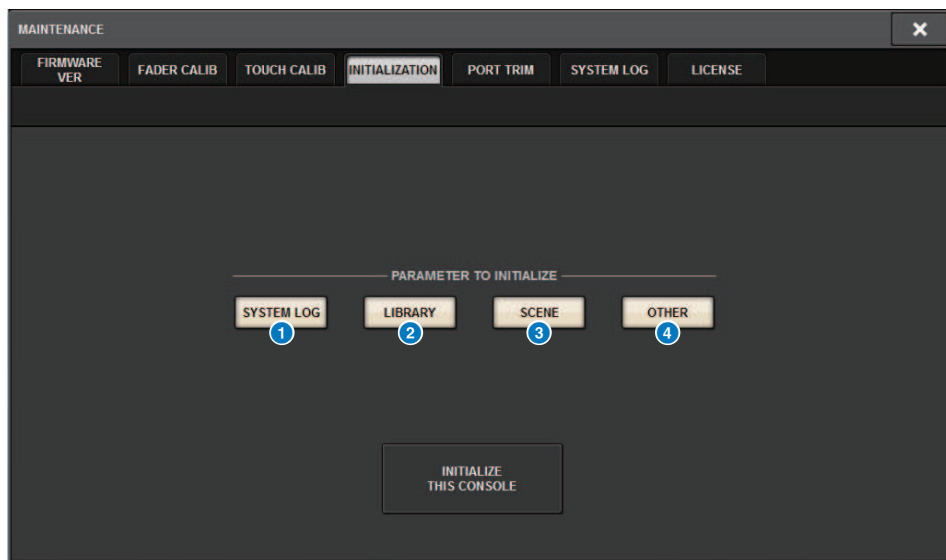 MAINTENANCE
FIRMWARE
VER
FADER CALIB
TOUCH CALIB
INITIALIZATION
PORT TRIM
SYSTEM LOG
LICENSE
PARAMETER TO INITIALIZE
SYSTEM LOG
LIBRARY
SCENE
OTHER
1
2
3
4
INITIALIZE
THIS CONSOLE